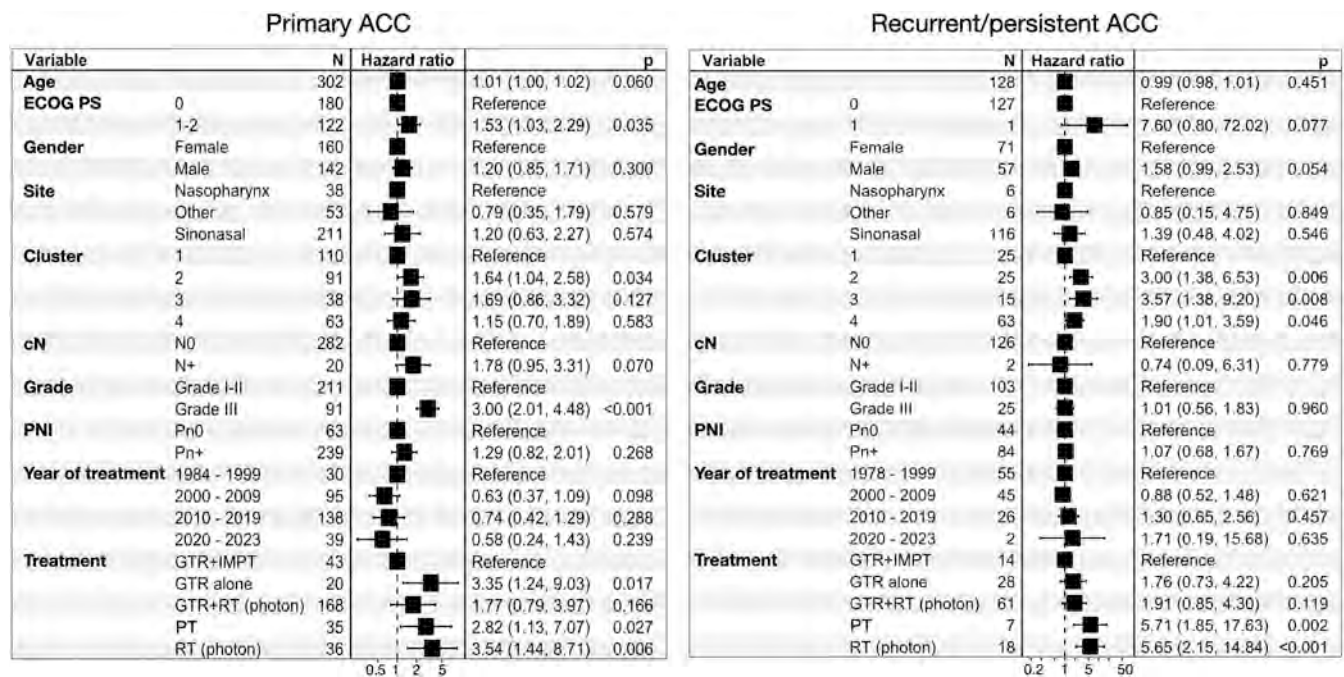 Primary ACC
Variable N Hazard ratio p
Age 302 1.01 (1.00, 1.02) 0.060
ECOG PS 0 180 Reference
1-2 122 1.53 (1.03, 2.29) 0.035
Gender Female 160 Reference
Male 142 1.20 (0.85, 1.71) 0.300
Site Nasopharynx 38 Reference
Other 53 0.79 (0.35, 1.79) 0.579
Sinonasal 211 1.20 (0.63, 2.27) 0.574
Cluster 1 110 Reference
2 91 1.64 (1.04, 2.58) 0.034
3 38 1.69 (0.86, 3.32) 0.127
4 63 1.15 (0.70, 1.89) 0.583
cN N0 282 Reference
N+ 20 1.78 (0.95, 3.31) 0.070
Grade Grade I-II 211 Reference
Grade III 91 3.00 (2.01, 4.48) <0.001
PNI Pn0 63 Reference
Pn+ 239 1.29 (0.82, 2.01) 0.268
Year of treatment 1984 - 1999 30 Reference
2000 - 2009 95 0.63 (0.37, 1.09) 0.098
2010 - 2019 138 0.74 (0.42, 1.29) 0.288
2020 - 2023 39 0.58 (0.24, 1.43) 0.239
Treatment GTR+IMPT 43 Reference
GTR alone 20 3.35 (1.24, 9.03) 0.017
GTR+RT (photon) 168 1.77 (0.79, 3.97) 0.166
PT 35 2.82 (1.13, 7.07) 0.027
RT (photon) 36 3.54 (1.44, 8.71) 0.006
0.5 1 2 5
Recurrent/persistent ACC
Variable N Hazard ratio p
Age 128 0.99 (0.98, 1.01) 0.451
ECOG PS 0 127 Reference
1 1 7.60 (0.80, 72.02) 0.077
Gender Female 71 Reference
Male 57 1.58 (0.99, 2.53) 0.054
Site Nasopharynx 6 Reference
Other 6 0.85 (0.15, 4.75) 0.849
Sinonasal 116 1.39 (0.48, 4.02) 0.546
Cluster 1 25 Reference
2 25 3.00 (1.38, 6.53) 0.006
3 15 3.57 (1.38, 9.20) 0.008
4 63 1.90 (1.01, 3.59) 0.046
cN N0 126 Reference
N+ 2 0.74 (0.09, 6.31) 0.779
Grade Grade I-II 103 Reference
Grade III 25 1.01 (0.56, 1.83) 0.960
PNI Pn0 44 Reference
Pn+ 84 1.07 (0.68, 1.67) 0.769
Year of treatment 1978 - 1999 55 Reference
2000 - 2009 45 0.88 (0.52, 1.48) 0.621
2010 - 2019 26 1.30 (0.65, 2.56) 0.457
2020 - 2023 2 1.71 (0.19, 15.68) 0.635
Treatment GTR+IMPT 14 Reference
GTR alone 28 1.76 (0.73, 4.22) 0.205
GTR+RT (photon) 61 1.91 (0.85, 4.30) 0.119
PT 7 5.71 (1.85, 17.63) 0.002
RT (photon) 18 5.65 (2.15, 14.84) <0.001
0.2 1 5 50